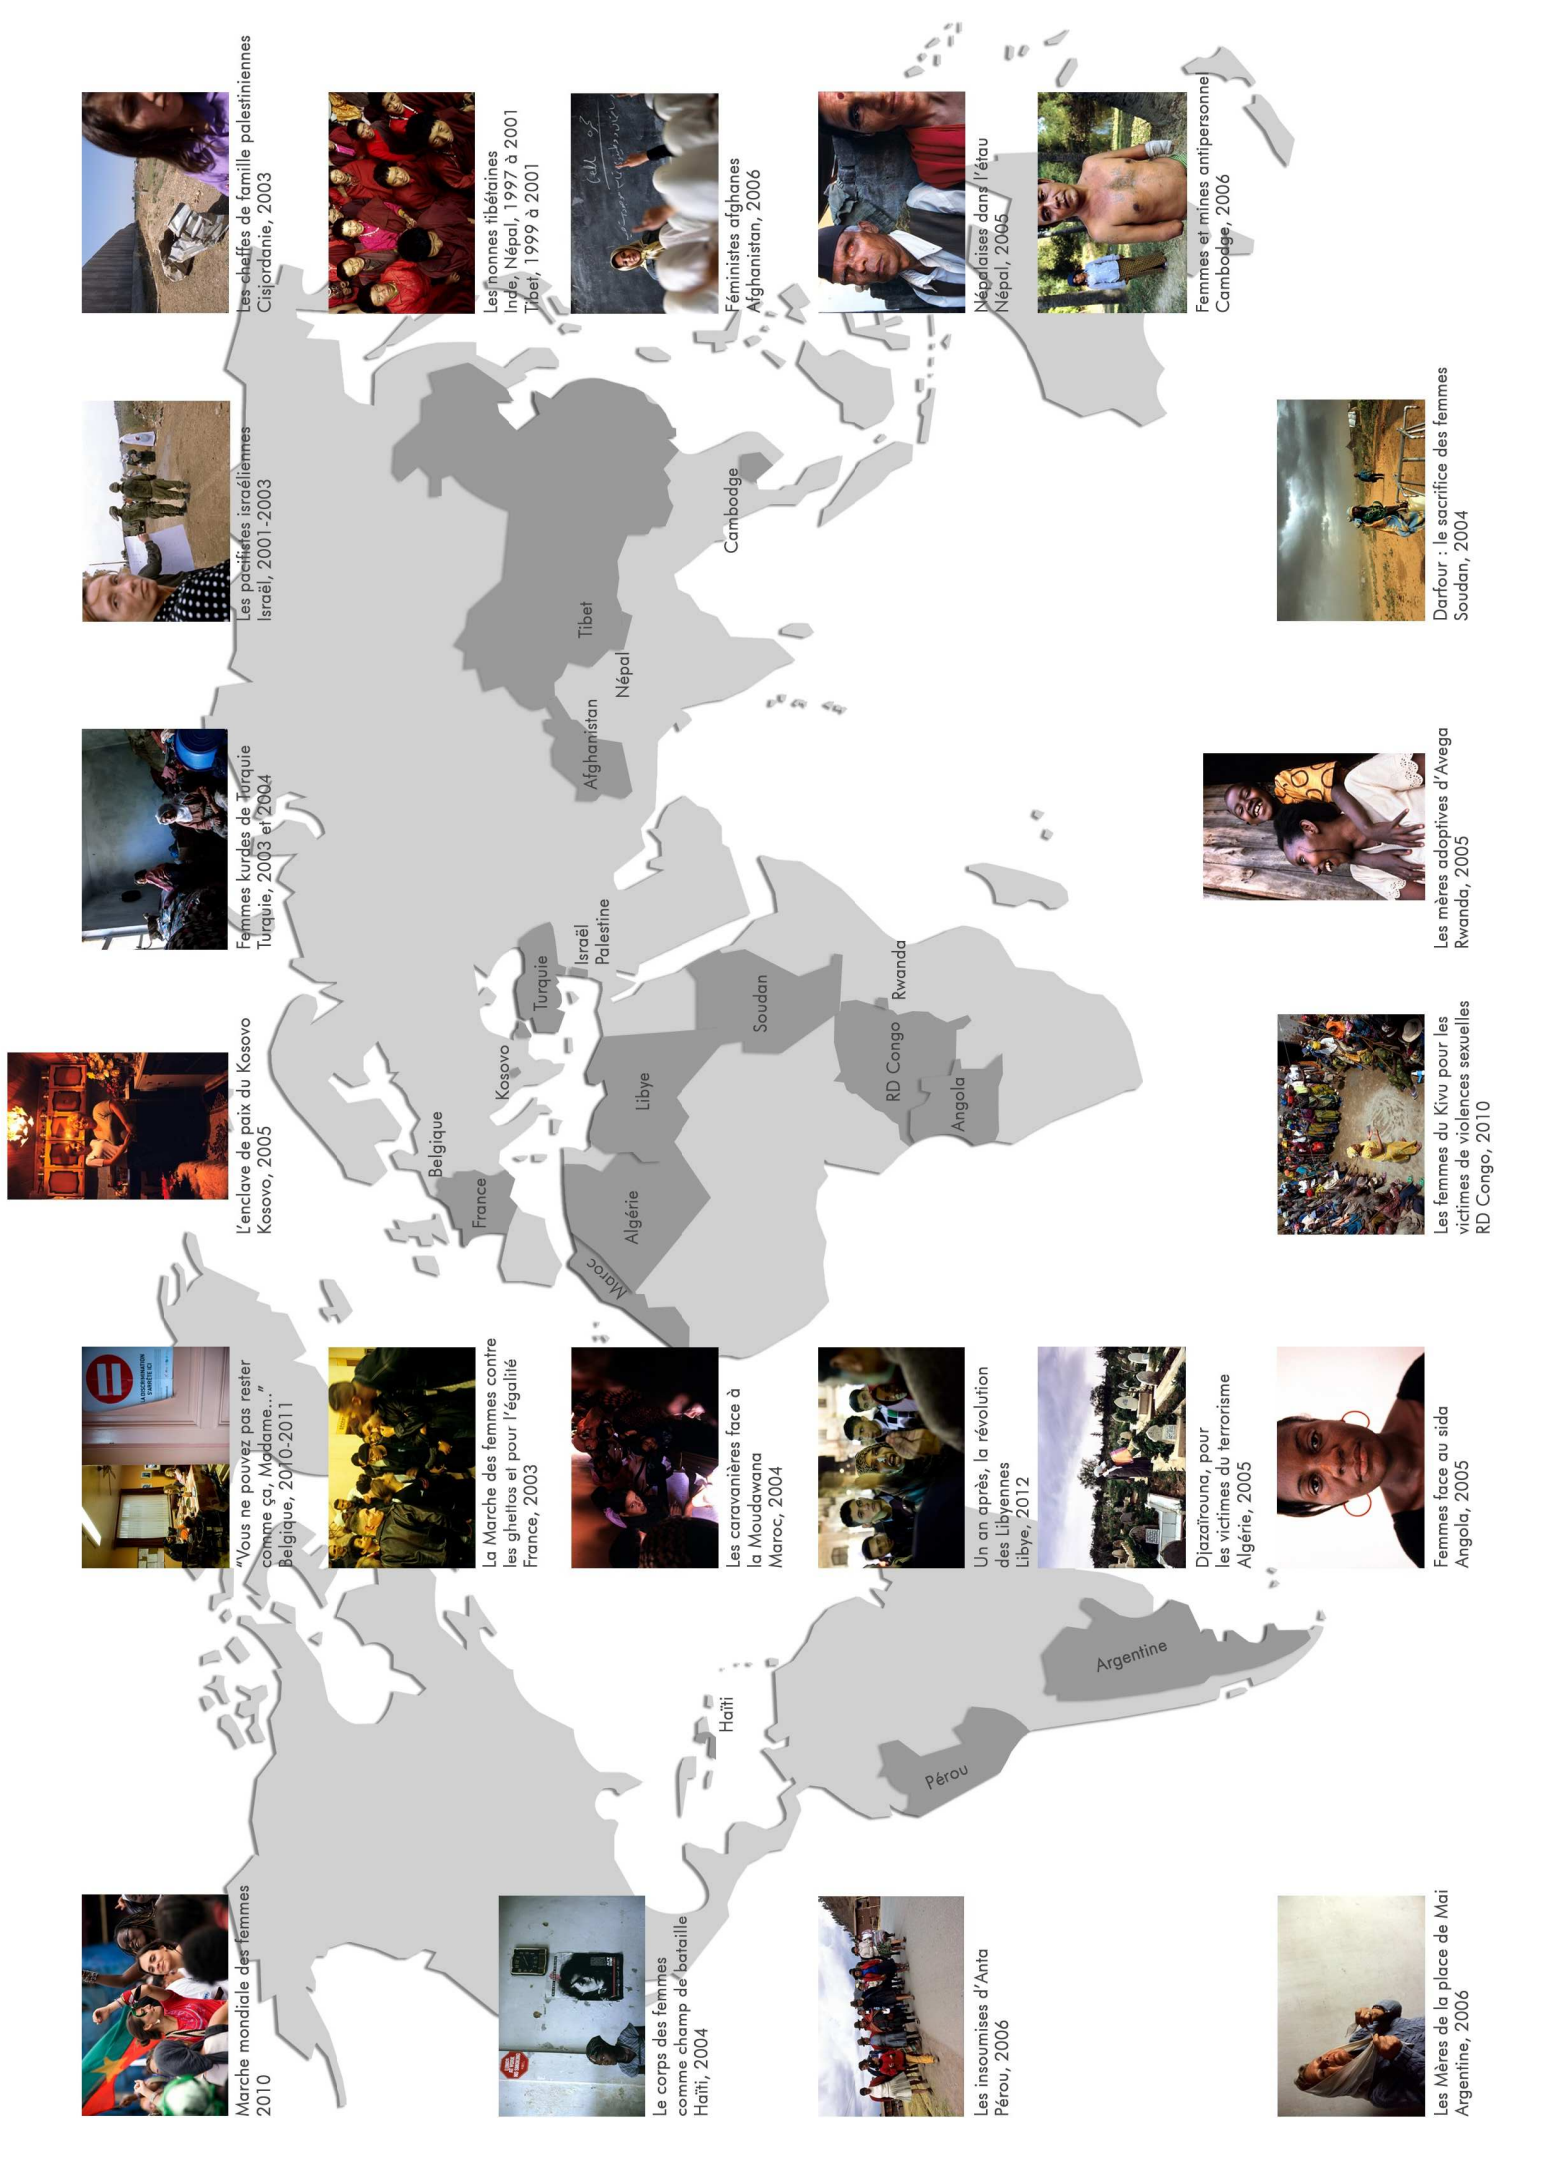 LA DISCRIMINATION
S'ARRÊTE ICI
Marche mondiale des femmes
2010
"Vous ne pouvez pas rester
comme ça, Madame..."
Belgique, 2010-2011
L'enclave de paix du Kosovo
Kosovo, 2005
Femmes kurdes de Turquie
Turquie, 2003 et 2004
Les pacifistes israéliennes
Israël, 2001-2003
Les cheffes de famille palestiniennes
Cisjordanie, 2003
La Marche des femmes contre
les ghettos et pour l'égalité
France, 2003
Belgique
France
Kosovo
Turquie
Israël
Palestine
Les nonnes tibétaines
Inde, Népal, 1997 à 2001
Tibet, 1999 à 2001
Maroc
Algérie
Libye
Afghanistan
Népal
Tibet
Le corps des femmes
comme champ de bataille
Haïti, 2004
Haïti
Les caravanières face à
la Moudawana
Maroc, 2004
Soudan
Cambodge
Féministes afghanes
Afghanistan, 2006
Pérou
RD Congo
Rwanda
Angola
Les insoumises d'Anta
Pérou, 2006
Un an après, la révolution
des Libyennes
Libye, 2012
Népalaises dans l'étau
Népal, 2005
Argentine
Djazaïrouna, pour
les victimes du terrorisme
Algérie, 2005
Femmes et mines antipersonnel
Cambodge, 2006
Les Mères de la place de Mai
Argentine, 2006
Femmes face au sida
Angola, 2005
Les femmes du Kivu pour les
victimes de violences sexuelles
RD Congo, 2010
Les mères adoptives d'Avega
Rwanda, 2005
Darfour : le sacrifice des femmes
Soudan, 2004